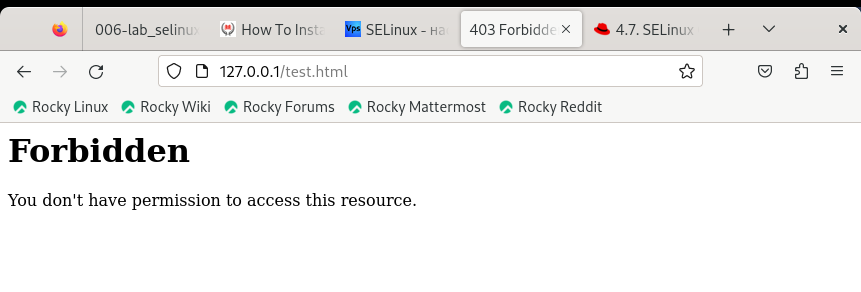 006-lab_selinux How To Insta SELinux - на 403 Forbidde 4.7. SELinux
127.0.0.1/test.html
Rocky Linux Rocky Wiki Rocky Forums Rocky Mattermost Rocky Reddit
Forbidden
You don't have permission to access this resource.